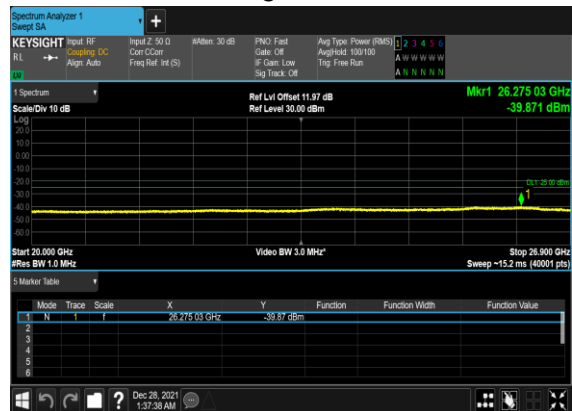 Spectrum Analyzer 1
Swept SA
+
KEYSIGHT Input: RF Input Z: 50 Ω #Atten: 30 dB PNO: Fast Avg Type: Power (RMS) 1 2 3 4 5 6
RL Coupling: DC Corr CCorr Gate: Off Avg|Hold: 100/100 A W W W W W
Align: Auto Freq Ref: Int (S) IF Gain: Low Trig: Free Run
LW Sig Track: Off A N N N N N
1 Spectrum Ref Lvl Offset 11.97 dB Mkr1 26.275 03 GHz
Scale/Div 10 dB Ref Level 30.00 dBm -39.871 dBm
Log
20.0
10.0
0.00
-10.0
-20.0
DL1 -25.00 dBm
-30.0
1
-40.0
-50.0
-60.0
Start 20.000 GHz Video BW 3.0 MHz* Stop 26.900 GHz
#Res BW 1.0 MHz Sweep ~15.2 ms (40001 pts)
5 Marker Table
Mode Trace Scale X Y Function Function Width Function Value
1 N 1 f 26.275 03 GHz -39.87 dBm
2
3
4
5
6
? Dec 28, 2021
1:37:38 AM